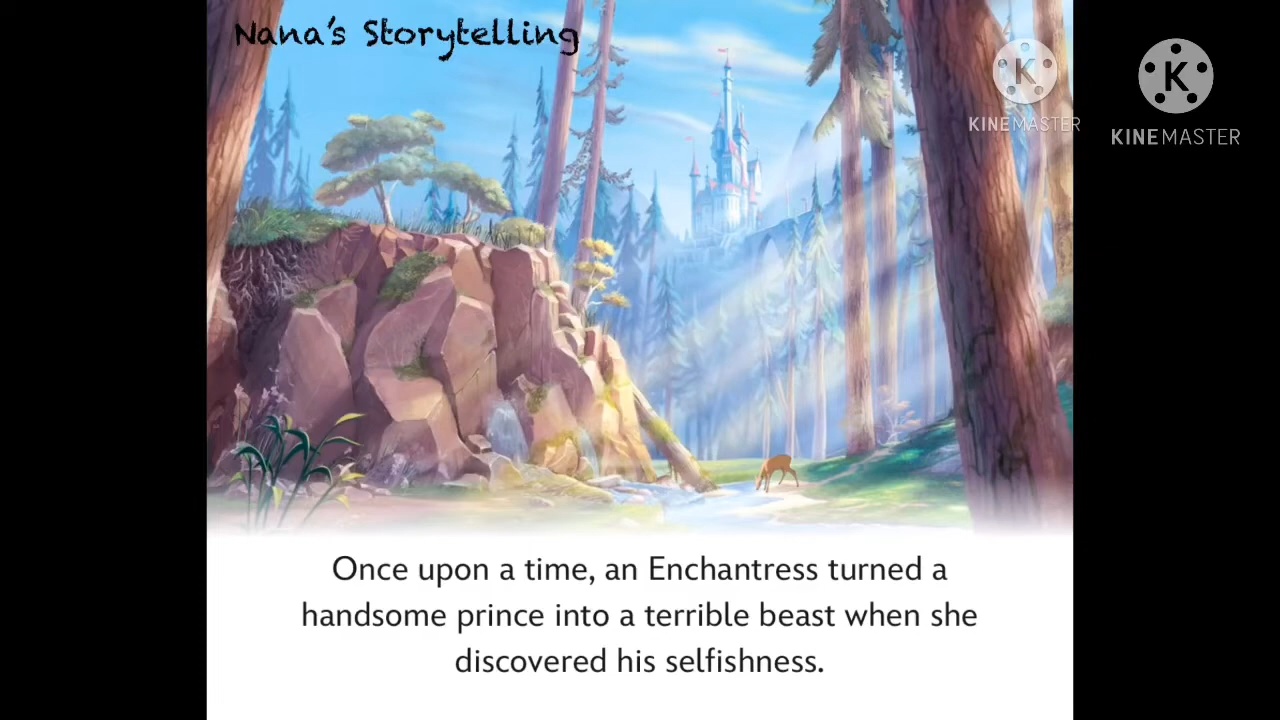 Nana's Storytelling
K
KINEMASTER
K
KINEMASTER
Once upon a time, an Enchantress turned a
handsome prince into a terrible beast when she
discovered his selfishness.